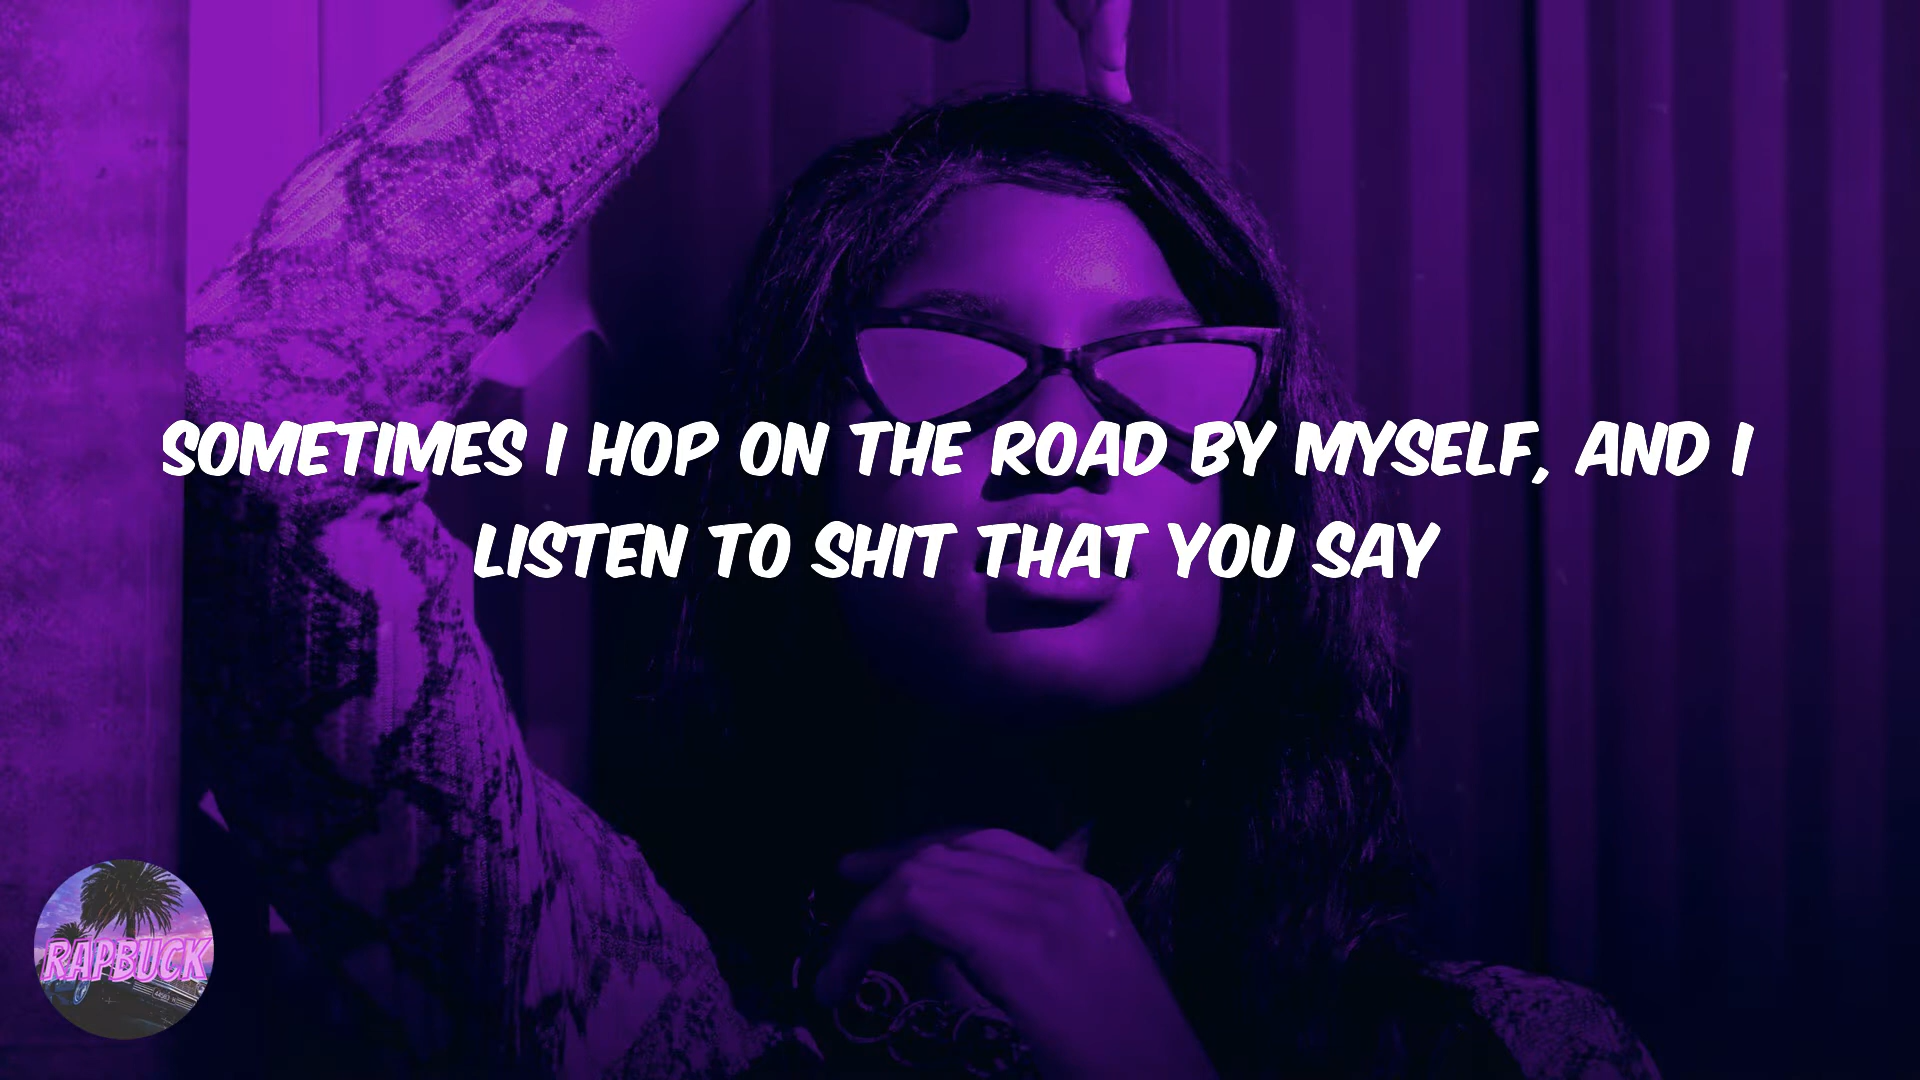 SOMETIMES I HOP ON THE ROAD BY MYSELF, AND I
LISTEN TO SHIT THAT YOU SAY
RAPBUCK